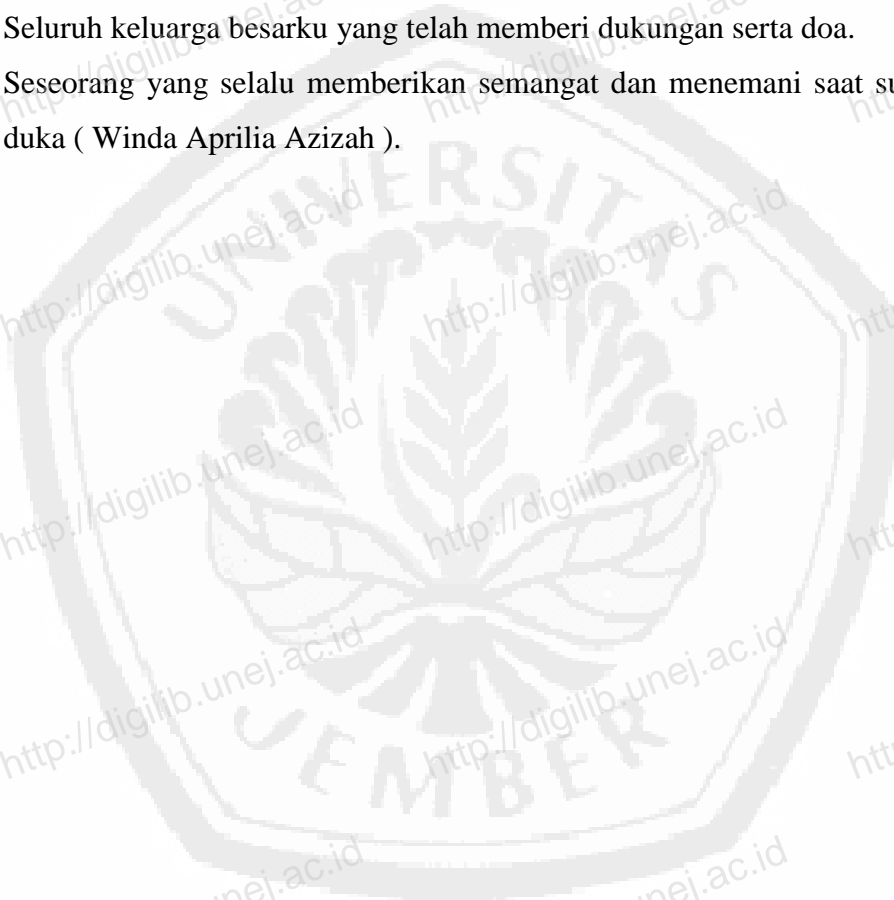 Seluruh keluarga besarku yang telah memberi dukungan serta doa.
Seseorang yang selalu memberikan semangat dan menemani saat
duka ( Winda Aprilia Azizah ).
UNIVERSITAS
http://digilib.unej.ac.id
http://digilib.unej.ac.id
http://digilib.unej.ac.id
http://digilib.unej.ac.id
http://digilib.unej.ac.id
http://digilib.unej.ac.id
JEMBER